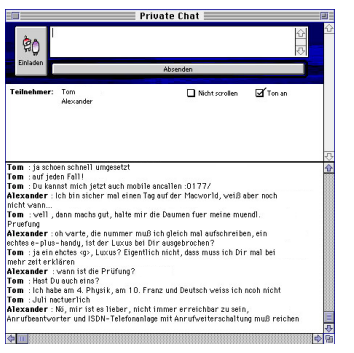 Private Chat
Einladen
Absenden
Teilnehmer: Tom
Alexander
Nicht scrollen
Ton an
Tom : ja schoen schnell umgesetzt
Tom : auf jeden Fall!
Tom : Du kannst mich jetzt auch mobile ancallen :0177/
Alexander : Ich bin sicher mal einen Tag auf der Macworld, weiß aber noch
nicht wann...
Tom : well , dann machs gut, halte mir die Daumen fuer meine muendl.
Pruefung
Alexander : oh warte, die nummer muß ich gleich mal aufschreiben, ein
echtes e-plus-handy, ist der Luxus bei Dir ausgebrochen?
Tom : ja ein ehctes <g>, Luxus? Eigentlich nicht, dass muss ich Dir mal bei
mehr zeit erklären
Alexander : wann ist die Prüfung?
Tom : Hast Du auch eins?
Tom : Ich habe am 4. Physik, am 10. Franz und Deutsch weiss ich ncoh nicht
Tom : Juli nactuerlich
Alexander : Nö, mir ist es lieber, nicht immer erreichbar zu sein,
Anrufbeantworter und ISDN-Telefonanlage mit Anrufweiterschaltung muß reichen